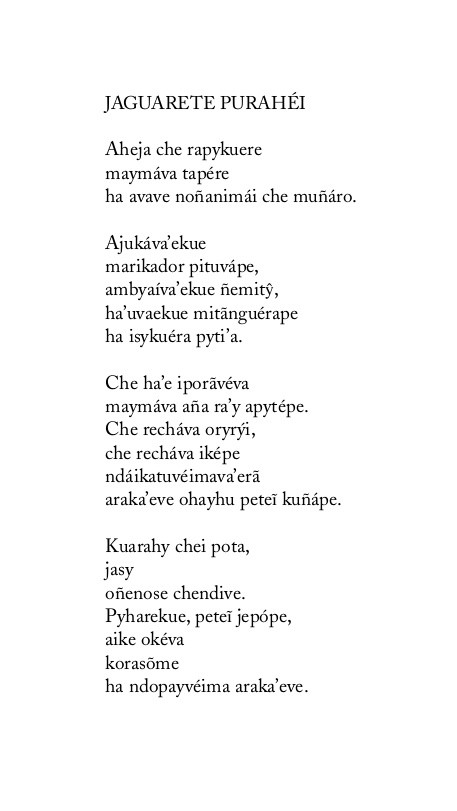 JAGUARETE PURAHÉI
Aheja che rapykuere
maymáva tapére
ha avave noñanimái che muñáro.
Ajukáva’ekue
marikador pituvápe,
ambyaíva’ekue ñemitỹ,
ha’uvaekue mitãnguérape
ha isykuéra pyti’a.
Che ha’e iporãvéva
maymáva aña ra’y apytépe.
Che recháva oryrýi,
che recháva iképe
ndáikatuvéimava’erã
araka’eve ohayhu peteĩ kuñápe.
Kuarahy chei pota,
jasy
oñenose chendive.
Pyharekue, peteĩ jepópe,
aike okéva
korasõme
ha ndopayvéima araka’eve.